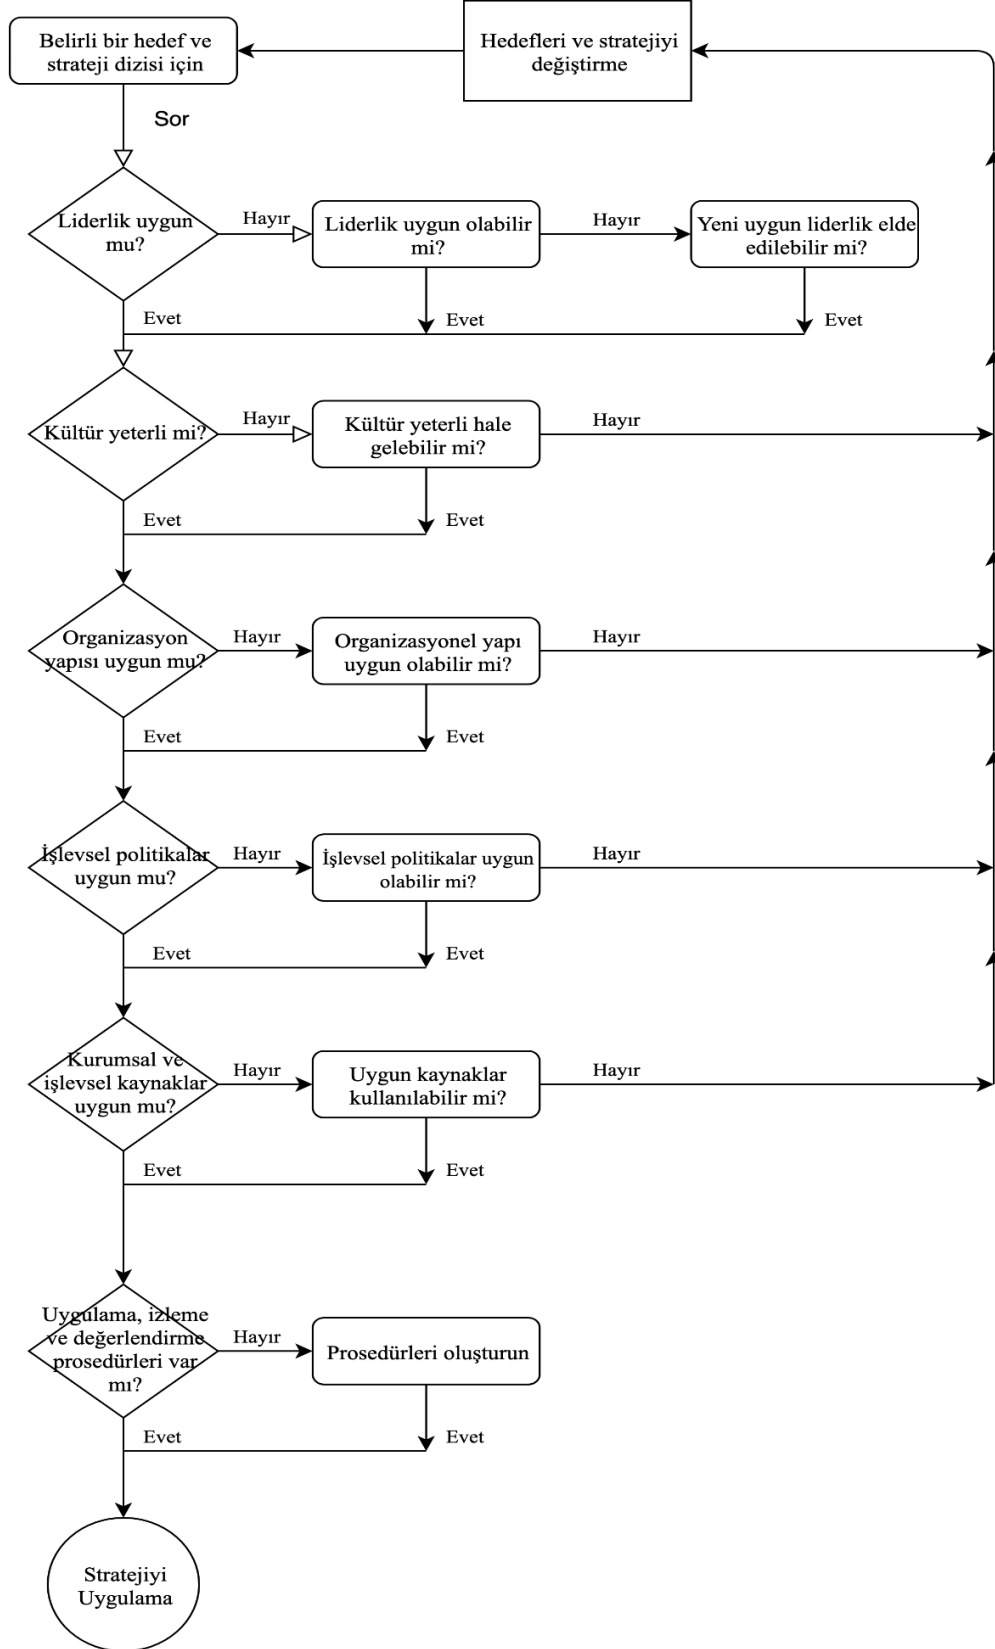 Belirli bir hedef ve
strateji dizisi için
Hedefleri ve stratejiyi
değiştirme
Sor
Liderlik uygun
mu?
Hayır
Liderlik uygun olabilir
mi?
Hayır
Yeni uygun liderlik elde
edilebilir mi?
Evet
Evet
Evet
Kültür yeterli mi?
Hayır
Kültür yeterli hale
gelebilir mi?
Hayır
Evet
Evet
Organizasyon
yapısı uygun mu?
Hayır
Organizasyonel yapı
uygun olabilir mi?
Hayır
Evet
Evet
İşlevsel politikalar
uygun mu?
Hayır
İşlevsel politikalar uygun
olabilir mi?
Hayır
Evet
Evet
Kurumsal ve
işlevsel kaynaklar
uygun mu?
Hayır
Uygun kaynaklar
kullanılabilir mi?
Hayır
Evet
Evet
Uygulama, izleme
ve değerlendirme
prosedürleri var
mı?
Hayır
Prosedürleri oluşturun
Evet
Evet
Stratejiyi
Uygulama